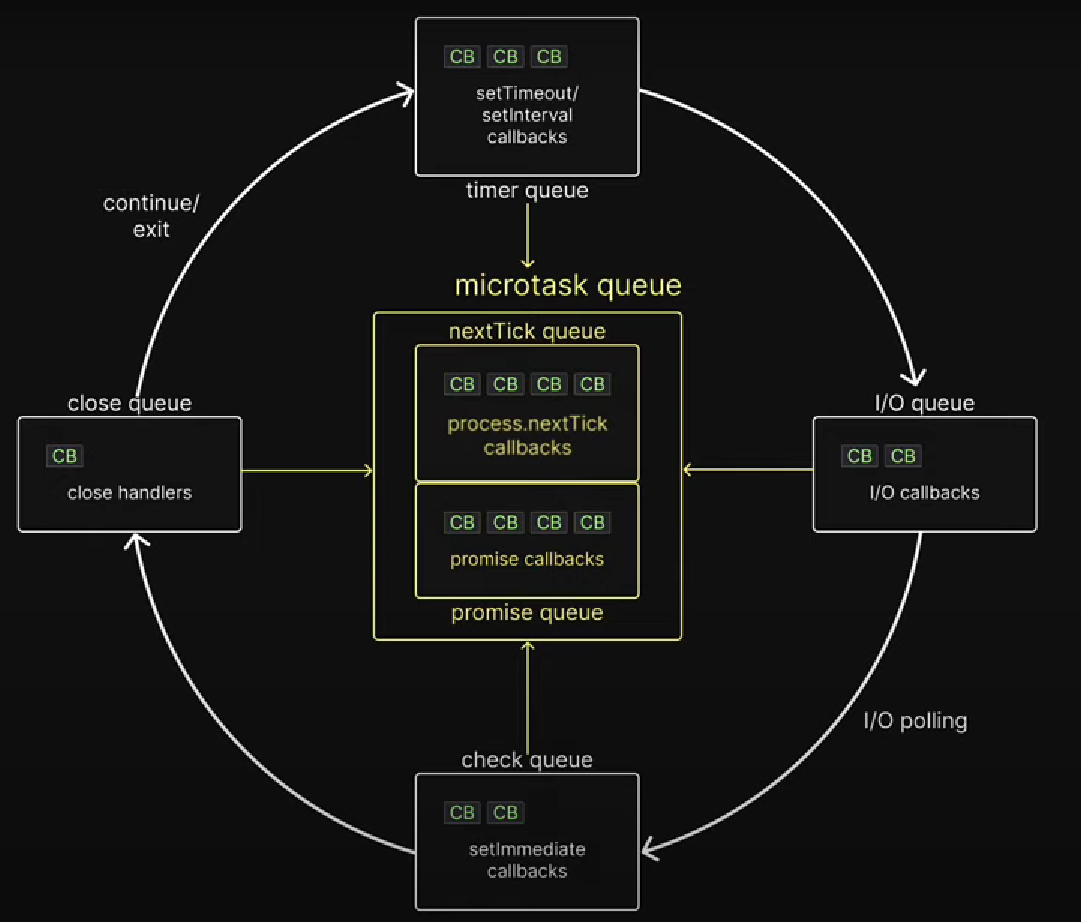 CB CB CB
setTimeout/
setInterval
callbacks
timer queue
continue/
exit
microtask queue
nextTick queue
CB CB CB CB
process.nextTick
callbacks
CB CB CB CB
promise callbacks
promise queue
close queue
CB
close handlers
I/O queue
CB CB
I/O callbacks
I/O polling
check queue
CB CB
setImmediate
callbacks